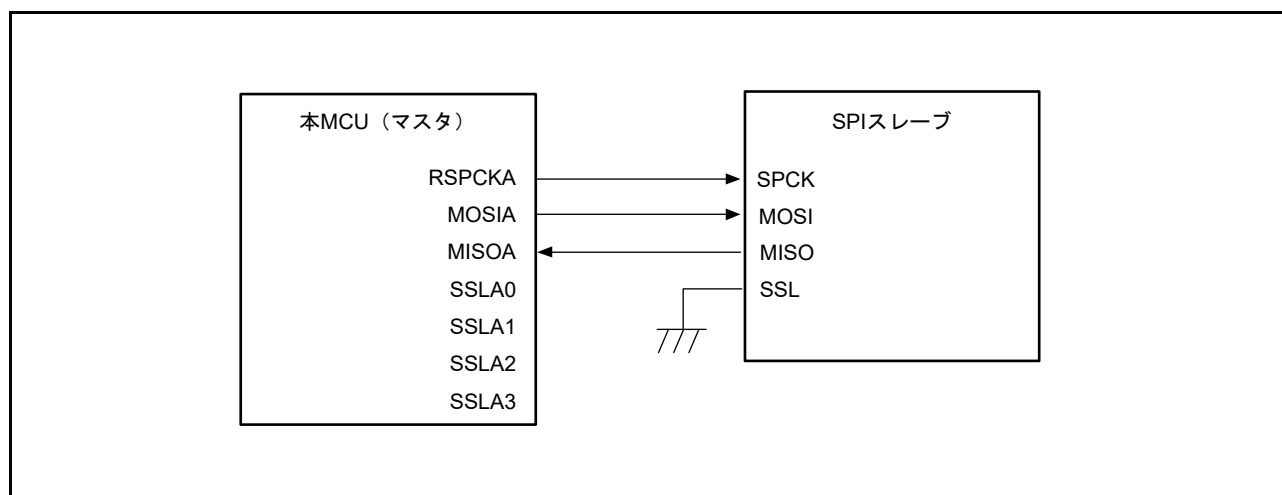 本MCU（マスタ）
RSPCKA
MOSIA
MISOA
SSLA0
SSLA1
SSLA2
SSLA3
SPIスレーブ
SPCK
MOSI
MISO
SSL